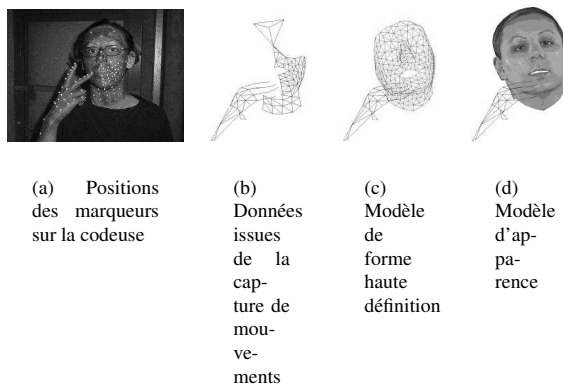 (a) Positions
des marqueurs
sur la codeuse
(b)
Données
issues
de la
cap-
ture de
mou-
ve-
ments
(c)
Modèle
de
forme
haute
définition
(d)
Modèle
d'ap-
pa-
rence